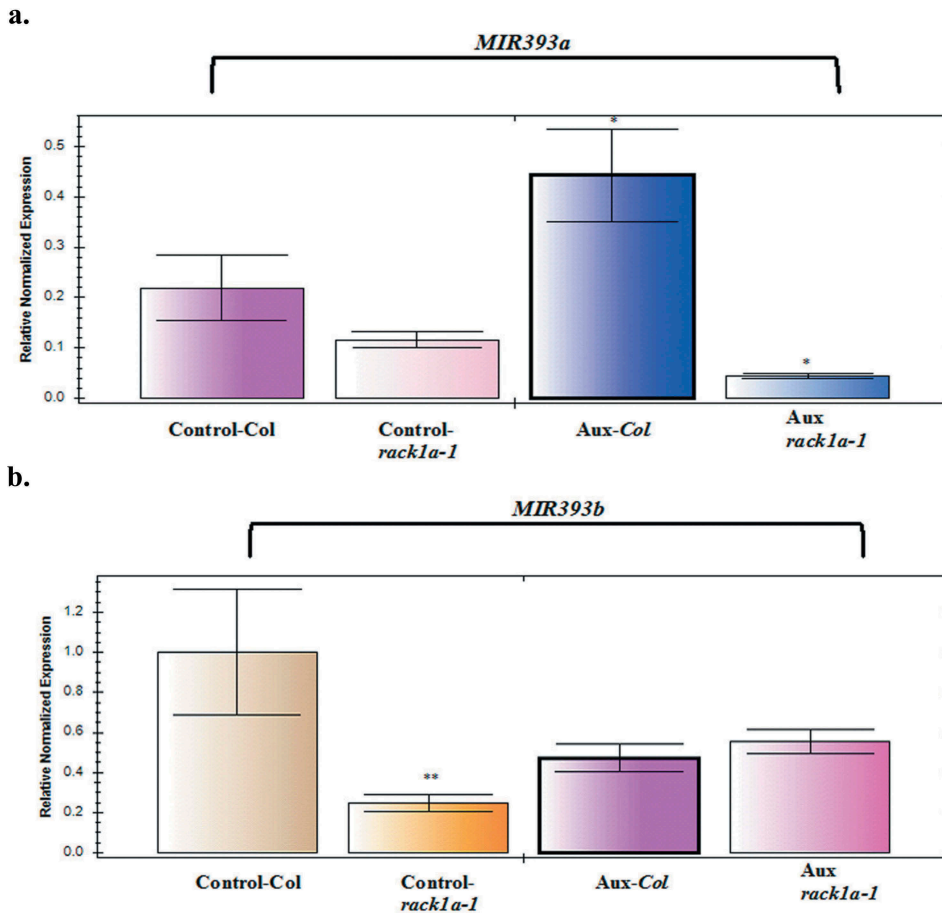 a.
MIR393a
Relative Normalized Expression
0.5
0.4
0.3
0.2
0.1
0.0
*
*
Control-Col
Control-
rack1a-1
Aux-Col
Aux
rack1a-1
b.
MIR393b
Relative Normalized Expression
1.2
1.0
0.8
0.6
0.4
0.2
0.0
**
Control-Col
Control-
rack1a-1
Aux-Col
Aux
rack1a-1